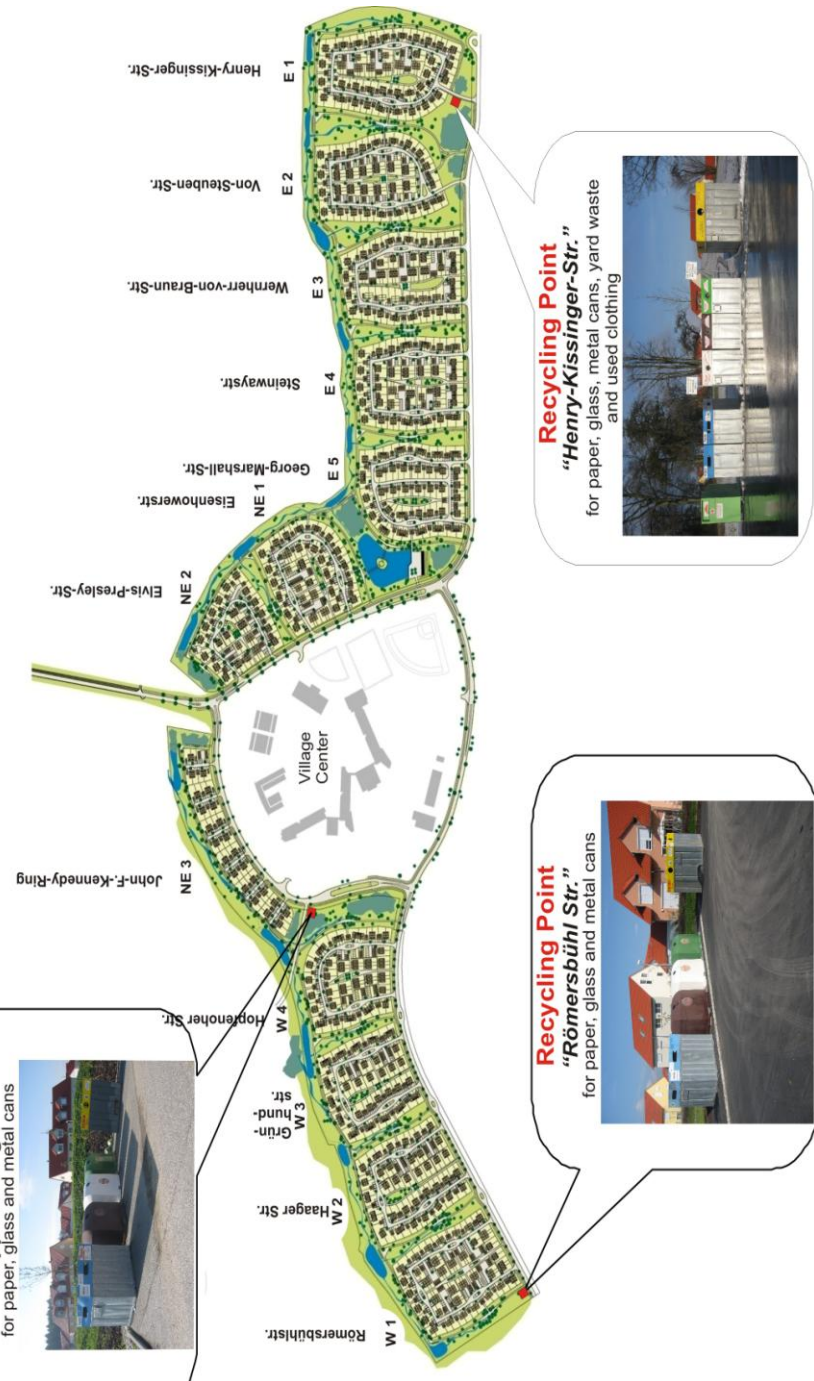 for paper, glass and metal cans
Römersbühlstr.
W 1
Haager Str.
W 2
Grün-
hund
str
W 3
Hopfenoher Str.
W 4
John-F.-Kennedy-Ring
NE 3
Village
Center
Elvis-Presley-Str.
NE 2
Eisenhowerstr.
NE 1
Georg-Marshall-Str.
E 5
Steinwaystr.
E 4
Wernherr-von-Braun-Str.
E 3
Von-Steuben-Str.
E 2
Henry-Kissinger-Str.
E 1
Recycling Point
“Römersbühl Str.”
for paper, glass and metal cans
Recycling Point
“Henry-Kissinger-Str.”
for paper, glass, metal cans, yard waste
and used clothing